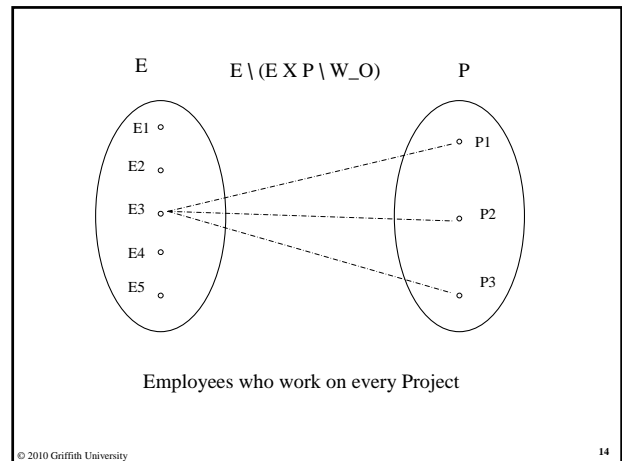 E E \ (E X P \ W_O) P
E1
P1
E2
E3
P2
E4
E5
P3
Employees who work on every Project
© 2010 Griffith University 14